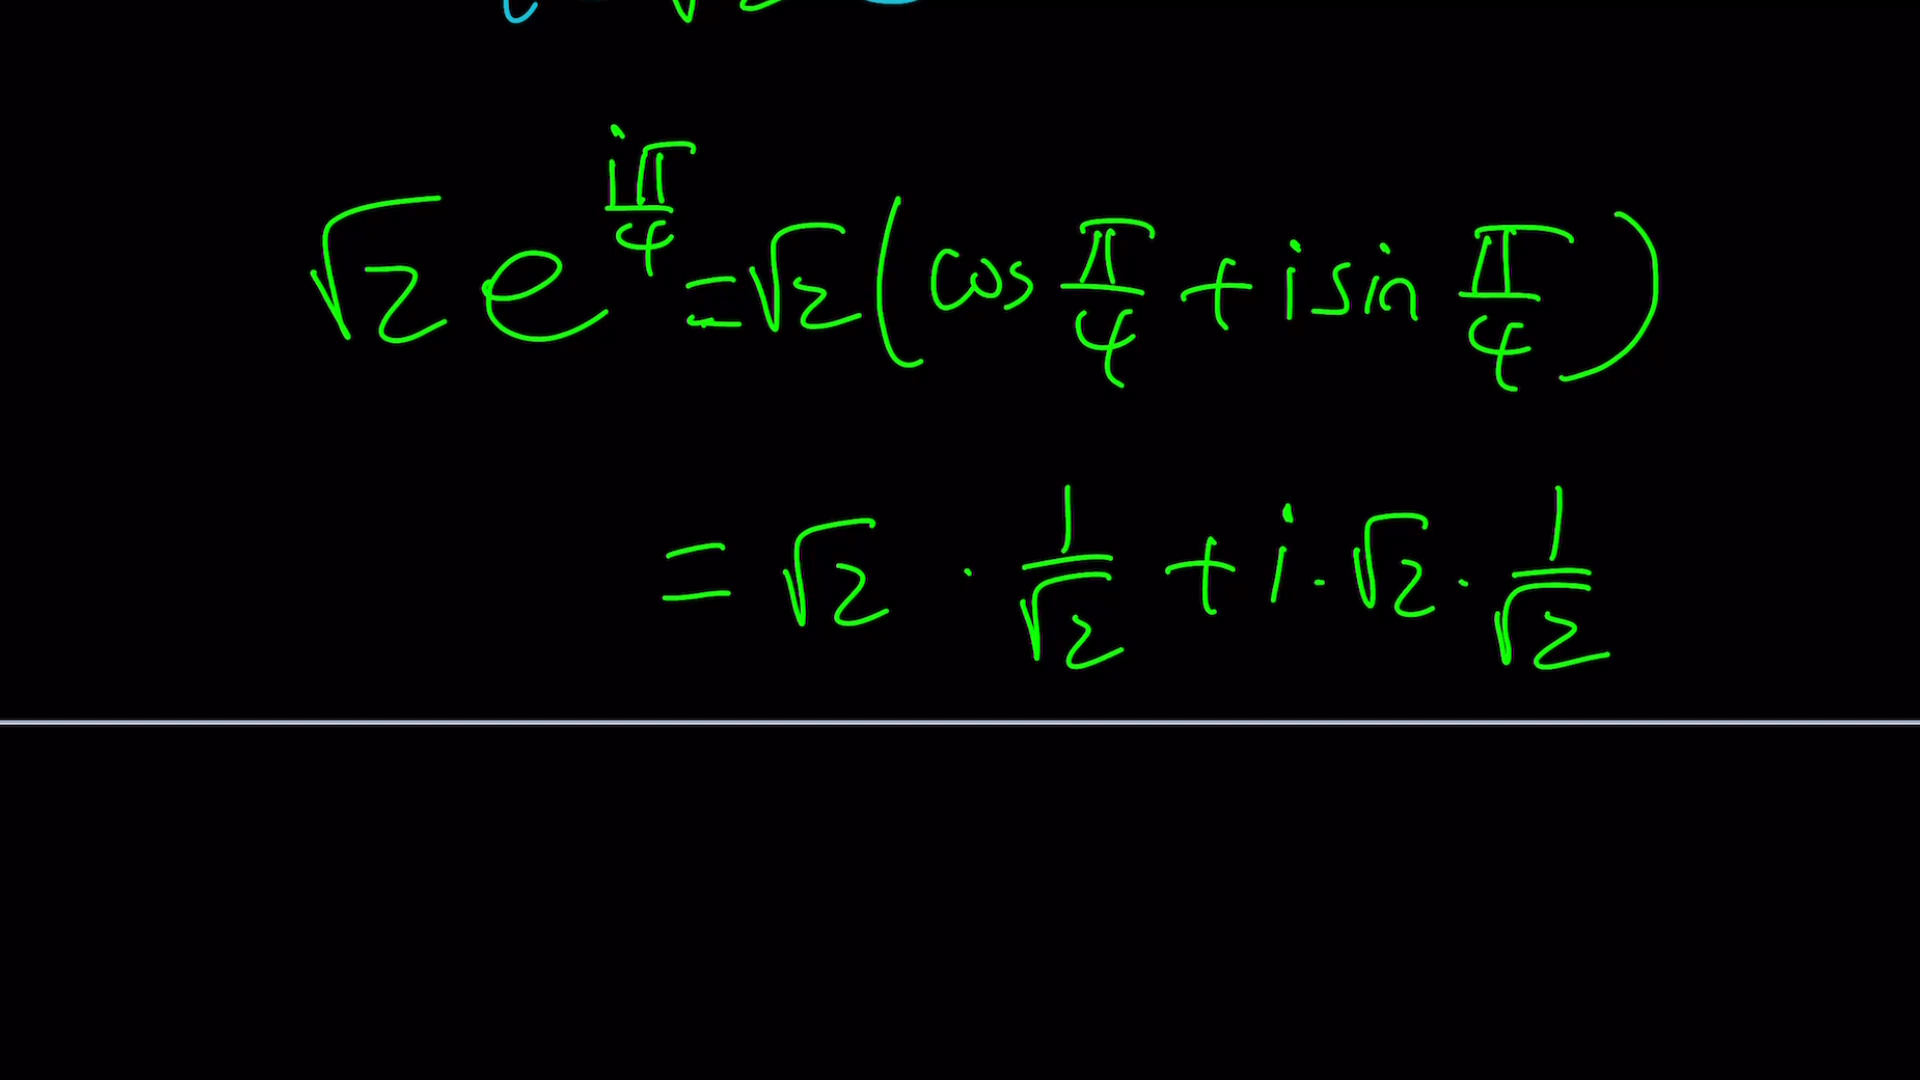 √2 e^(iπ/4) = √2 (cos π/4 + i sin π/4)
= √2 · 1/√2 + i · √2 · 1/√2